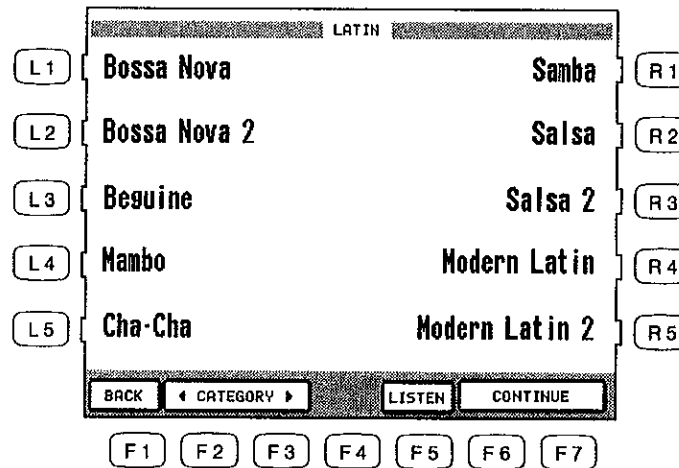 LATIN
L1 Bossa Nova Samba R1
L2 Bossa Nova 2 Salsa R2
L3 Beguine Salsa 2 R3
L4 Mambo Modern Latin R4
L5 Cha-Cha Modern Latin 2 R5
BACK ◀ CATEGORY ▶ LISTEN CONTINUE
F1 F2 F3 F4 F5 F6 F7